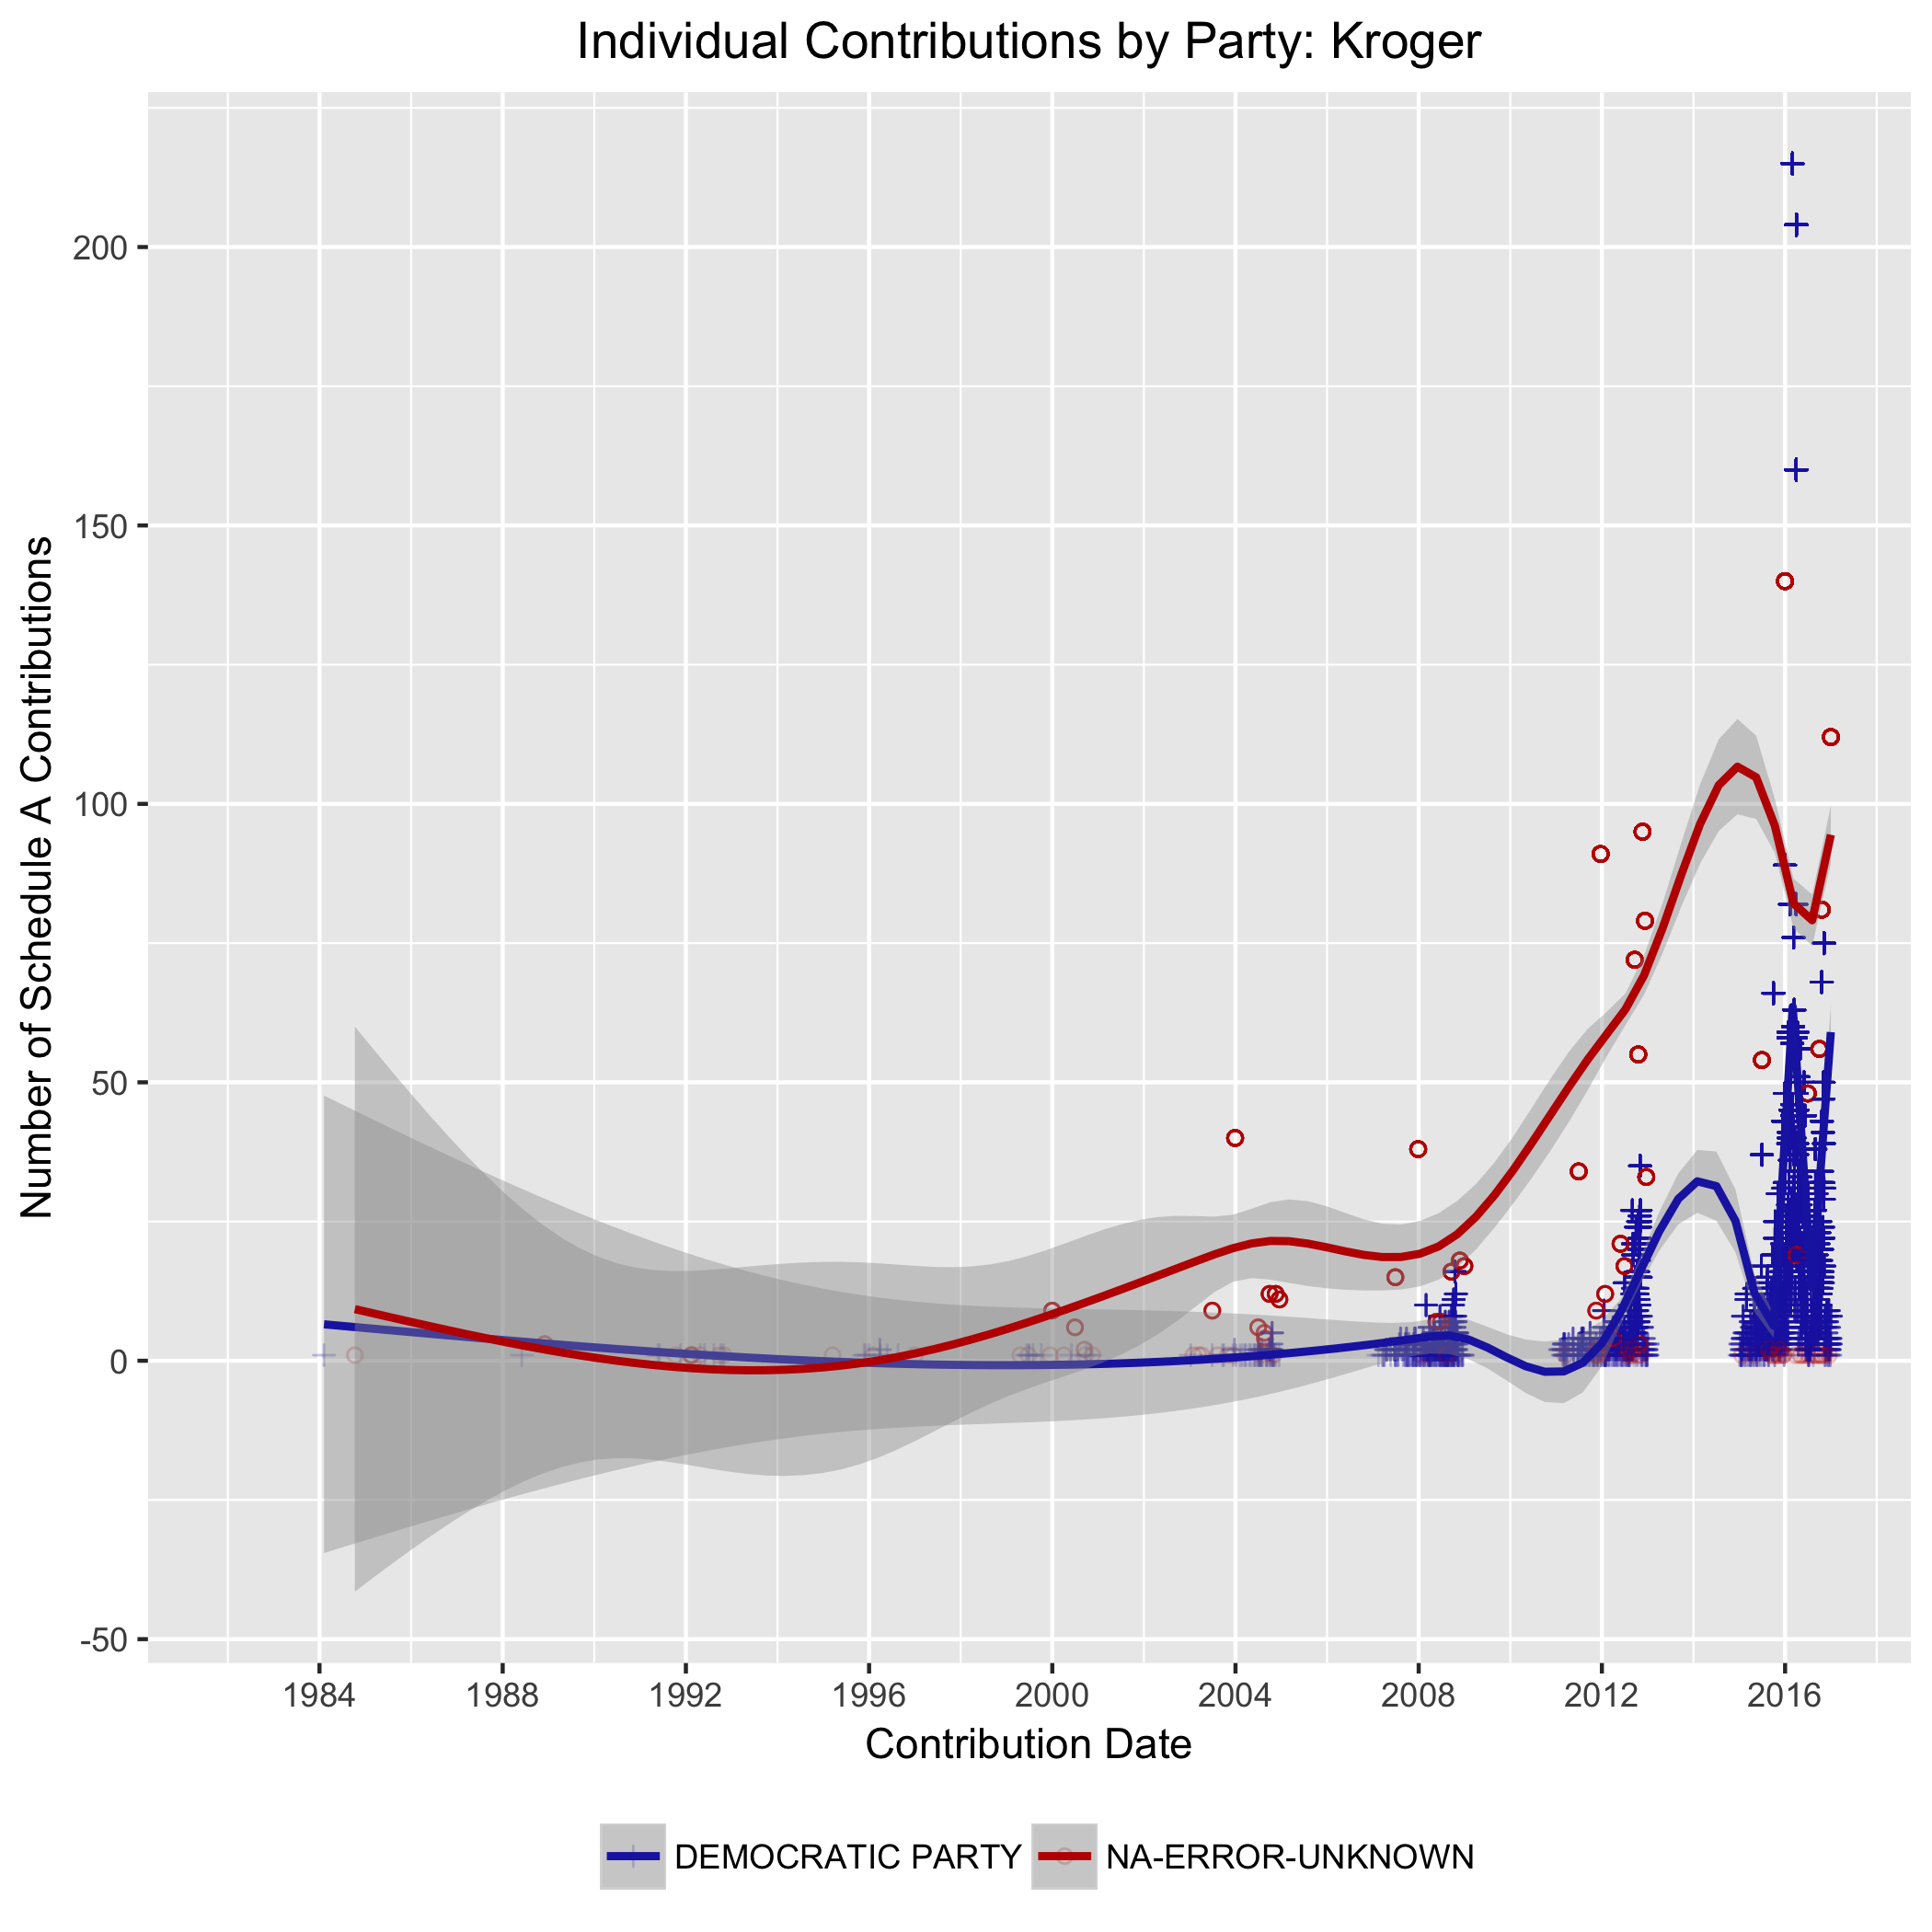 Individual Contributions by Party: Kroger
Number of Schedule A Contributions
200
150
100
50
0
-50
1984 1988 1992 1996 2000 2004 2008 2012 2016
Contribution Date
DEMOCRATIC PARTY NA-ERROR-UNKNOWN